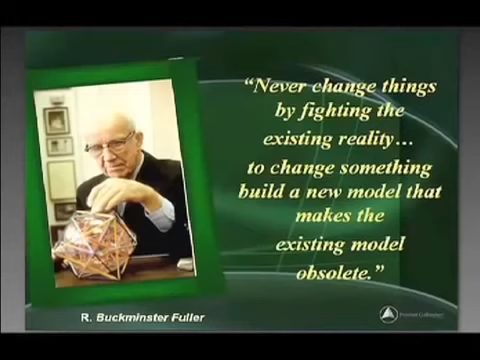 “Never change things
by fighting the
existing reality...
to change something
build a new model that
makes the
existing model
obsolete.”
R. Buckminster Fuller